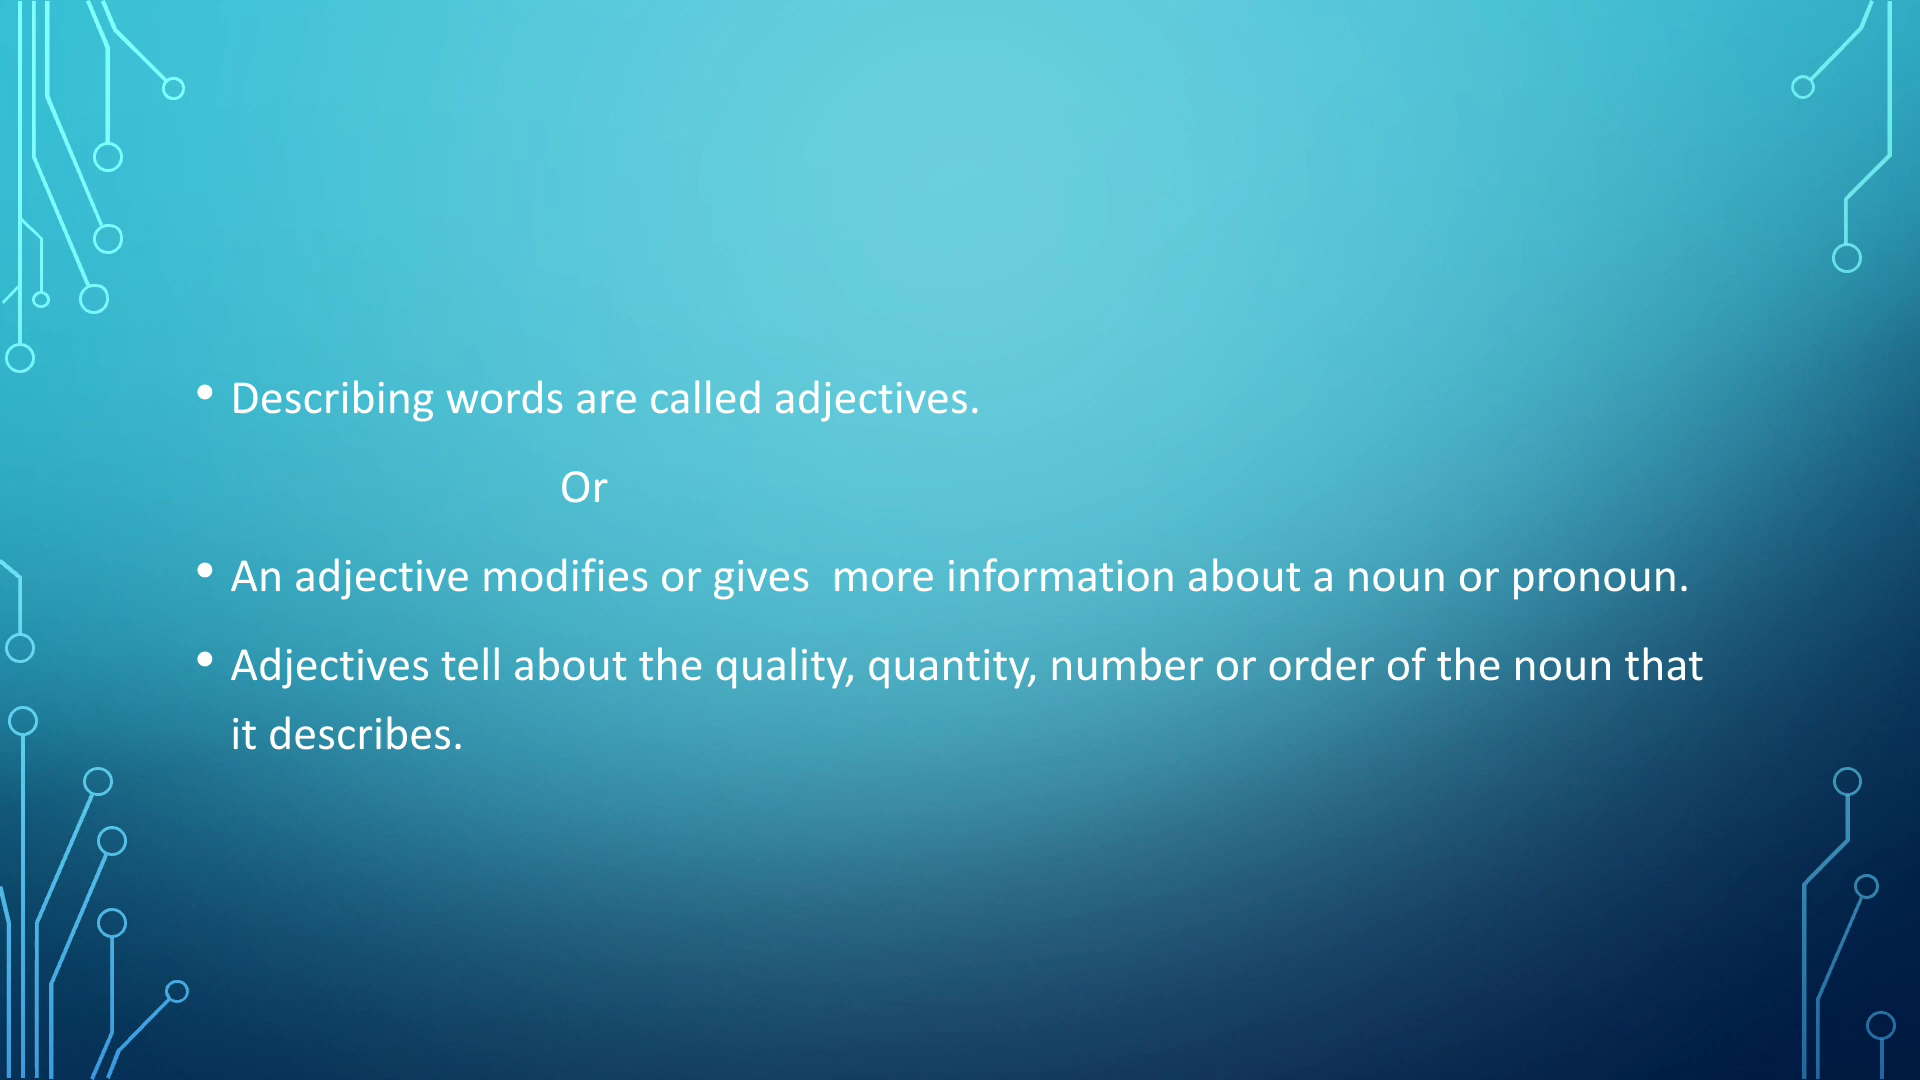 • Describing words are called adjectives.
Or
• An adjective modifies or gives  more information about a noun or pronoun.
• Adjectives tell about the quality, quantity, number or order of the noun that
it describes.